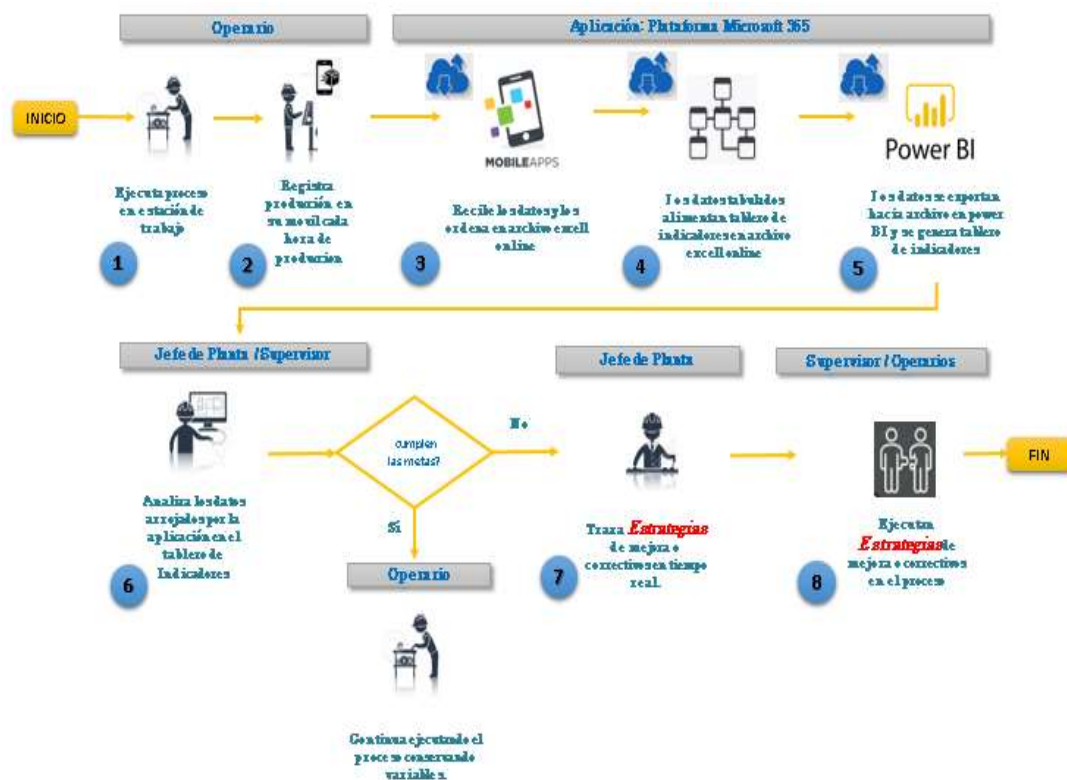 Operario
Aplicación: Plataforma Microsoft 365
INICIO
MOBILEAPPS
Power BI
Ejecuta proceso
en estación de
trabajo
1
Registra
produción en
su movil cada
hora de
producion
2
Recibe los datos y los
ordena en archivo excell
online
3
Los datos tabulados
alimentan tablero de
indicadores en archivo
excell online
4
Los datos se exportan
hacia archivo en power
BI y se genera tablero
de indicadores
5
Jefe de Planta / Supervisor
Jefe de Planta
Supervisor / Operarios
cumplen
las metas?
No
Si
FIN
Analiza los datos
arrojados por la
aplicación en el
tablero de
Indicadores
6
Traza Estrategias
de mejora o
correctivos en tiempo
real.
7
Ejecutan
Estrategias de
mejora o correctivos
en el proceso
8
Operario
Continua ejecutando el
proceso conservando
variables.